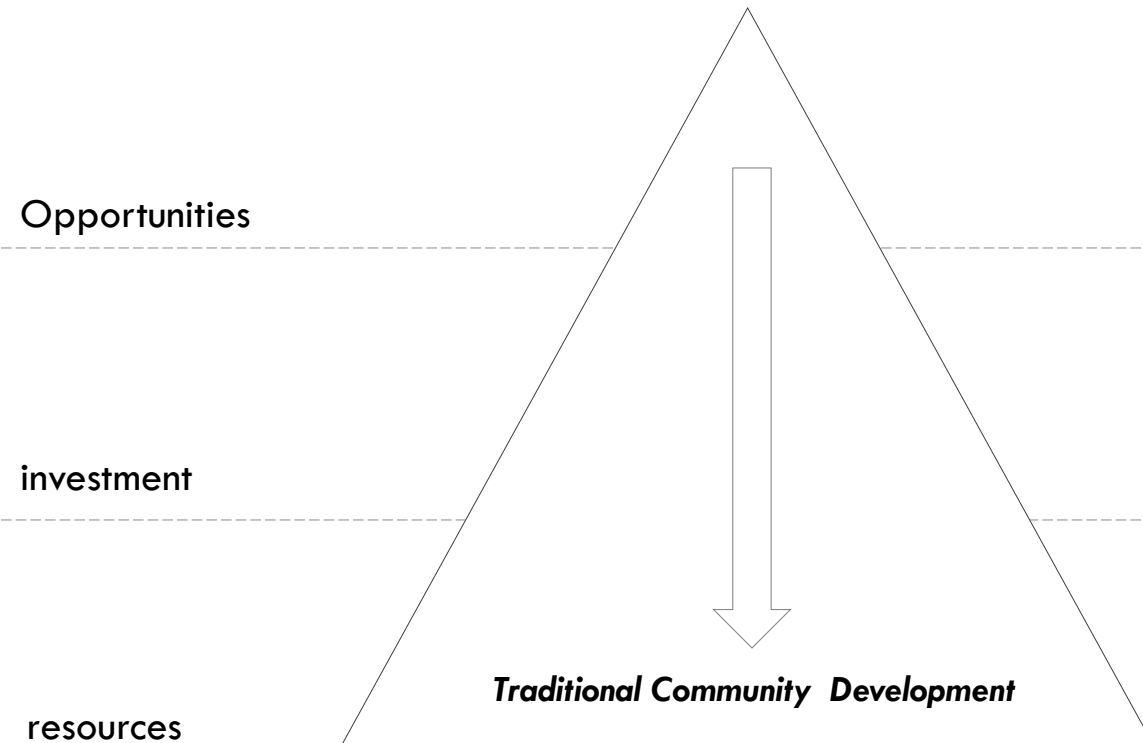 Opportunities
investment
Traditional Community Development
resources